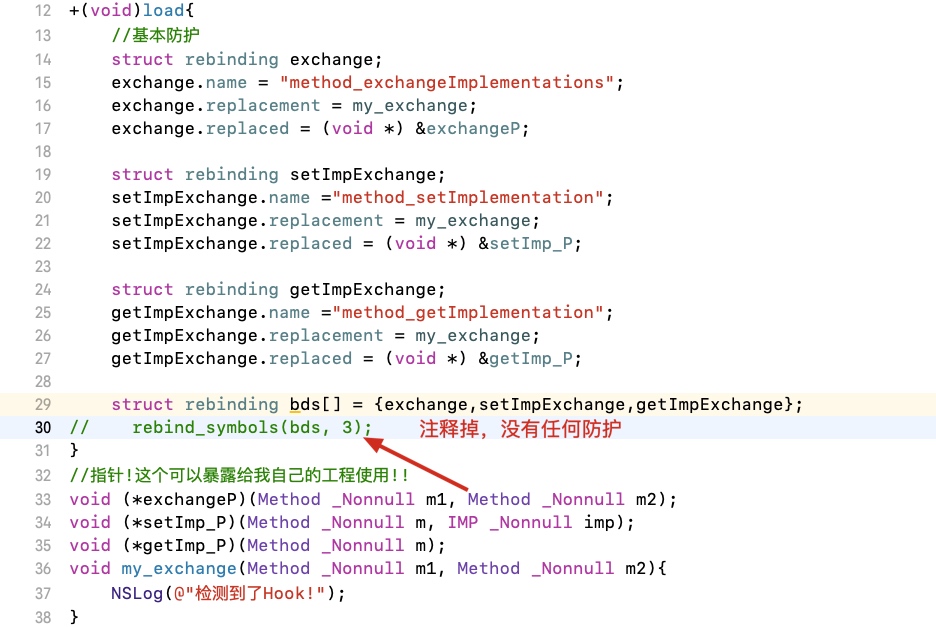 12 +(void)load{
13     //基本防护
14     struct rebinding exchange;
15     exchange.name = "method_exchangeImplementations";
16     exchange.replacement = my_exchange;
17     exchange.replaced = (void *) &exchangeP;
18
19     struct rebinding setImpExchange;
20     setImpExchange.name ="method_setImplementation";
21     setImpExchange.replacement = my_exchange;
22     setImpExchange.replaced = (void *) &setImp_P;
23
24     struct rebinding getImpExchange;
25     getImpExchange.name ="method_getImplementation";
26     getImpExchange.replacement = my_exchange;
27     getImpExchange.replaced = (void *) &getImp_P;
28
29     struct rebinding bds[] = {exchange,setImpExchange,getImpExchange};
30 //    rebind_symbols(bds, 3);    注释掉，没有任何防护
31 }
32 //指针!这个可以暴露给我自己的工程使用!!
33 void (*exchangeP)(Method _Nonnull m1, Method _Nonnull m2);
34 void (*setImp_P)(Method _Nonnull m, IMP _Nonnull imp);
35 void (*getImp_P)(Method _Nonnull m);
36 void my_exchange(Method _Nonnull m1, Method _Nonnull m2){
37     NSLog(@"检测到了Hook!");
38 }